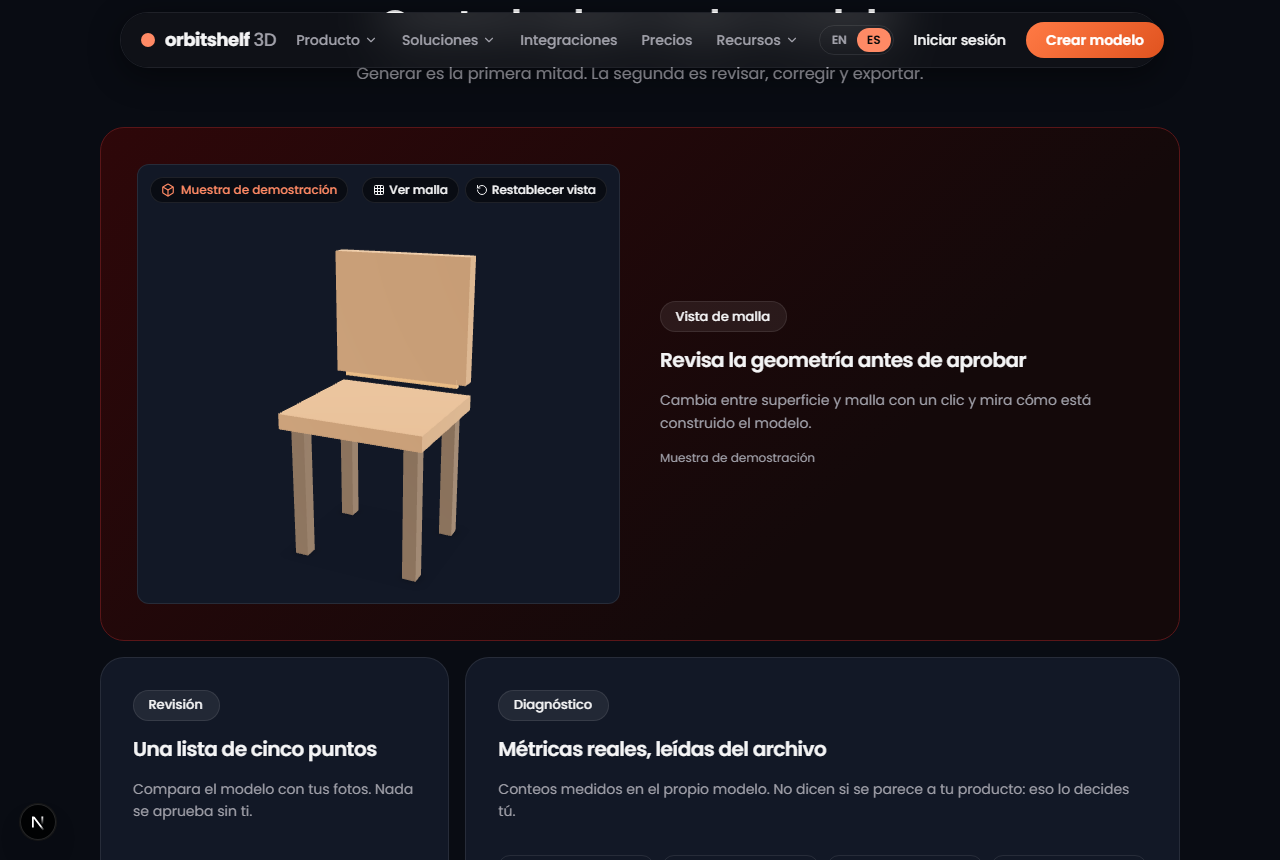 orbitshelf 3D
Producto
Soluciones
Integraciones
Precios
Recursos
EN
ES
Iniciar sesión
Crear modelo
Generar es la primera mitad. La segunda es revisar, corregir y exportar.
Muestra de demostración
Ver malla
Restablecer vista
Vista de malla
Revisa la geometría antes de aprobar
Cambia entre superficie y malla con un clic y mira cómo está
construido el modelo.
Muestra de demostración
Revisión
Una lista de cinco puntos
Compara el modelo con tus fotos. Nada
se aprueba sin ti.
Diagnóstico
Métricas reales, leídas del archivo
Conteos medidos en el propio modelo. No dicen si se parece a tu producto: eso lo decides
tú.
N